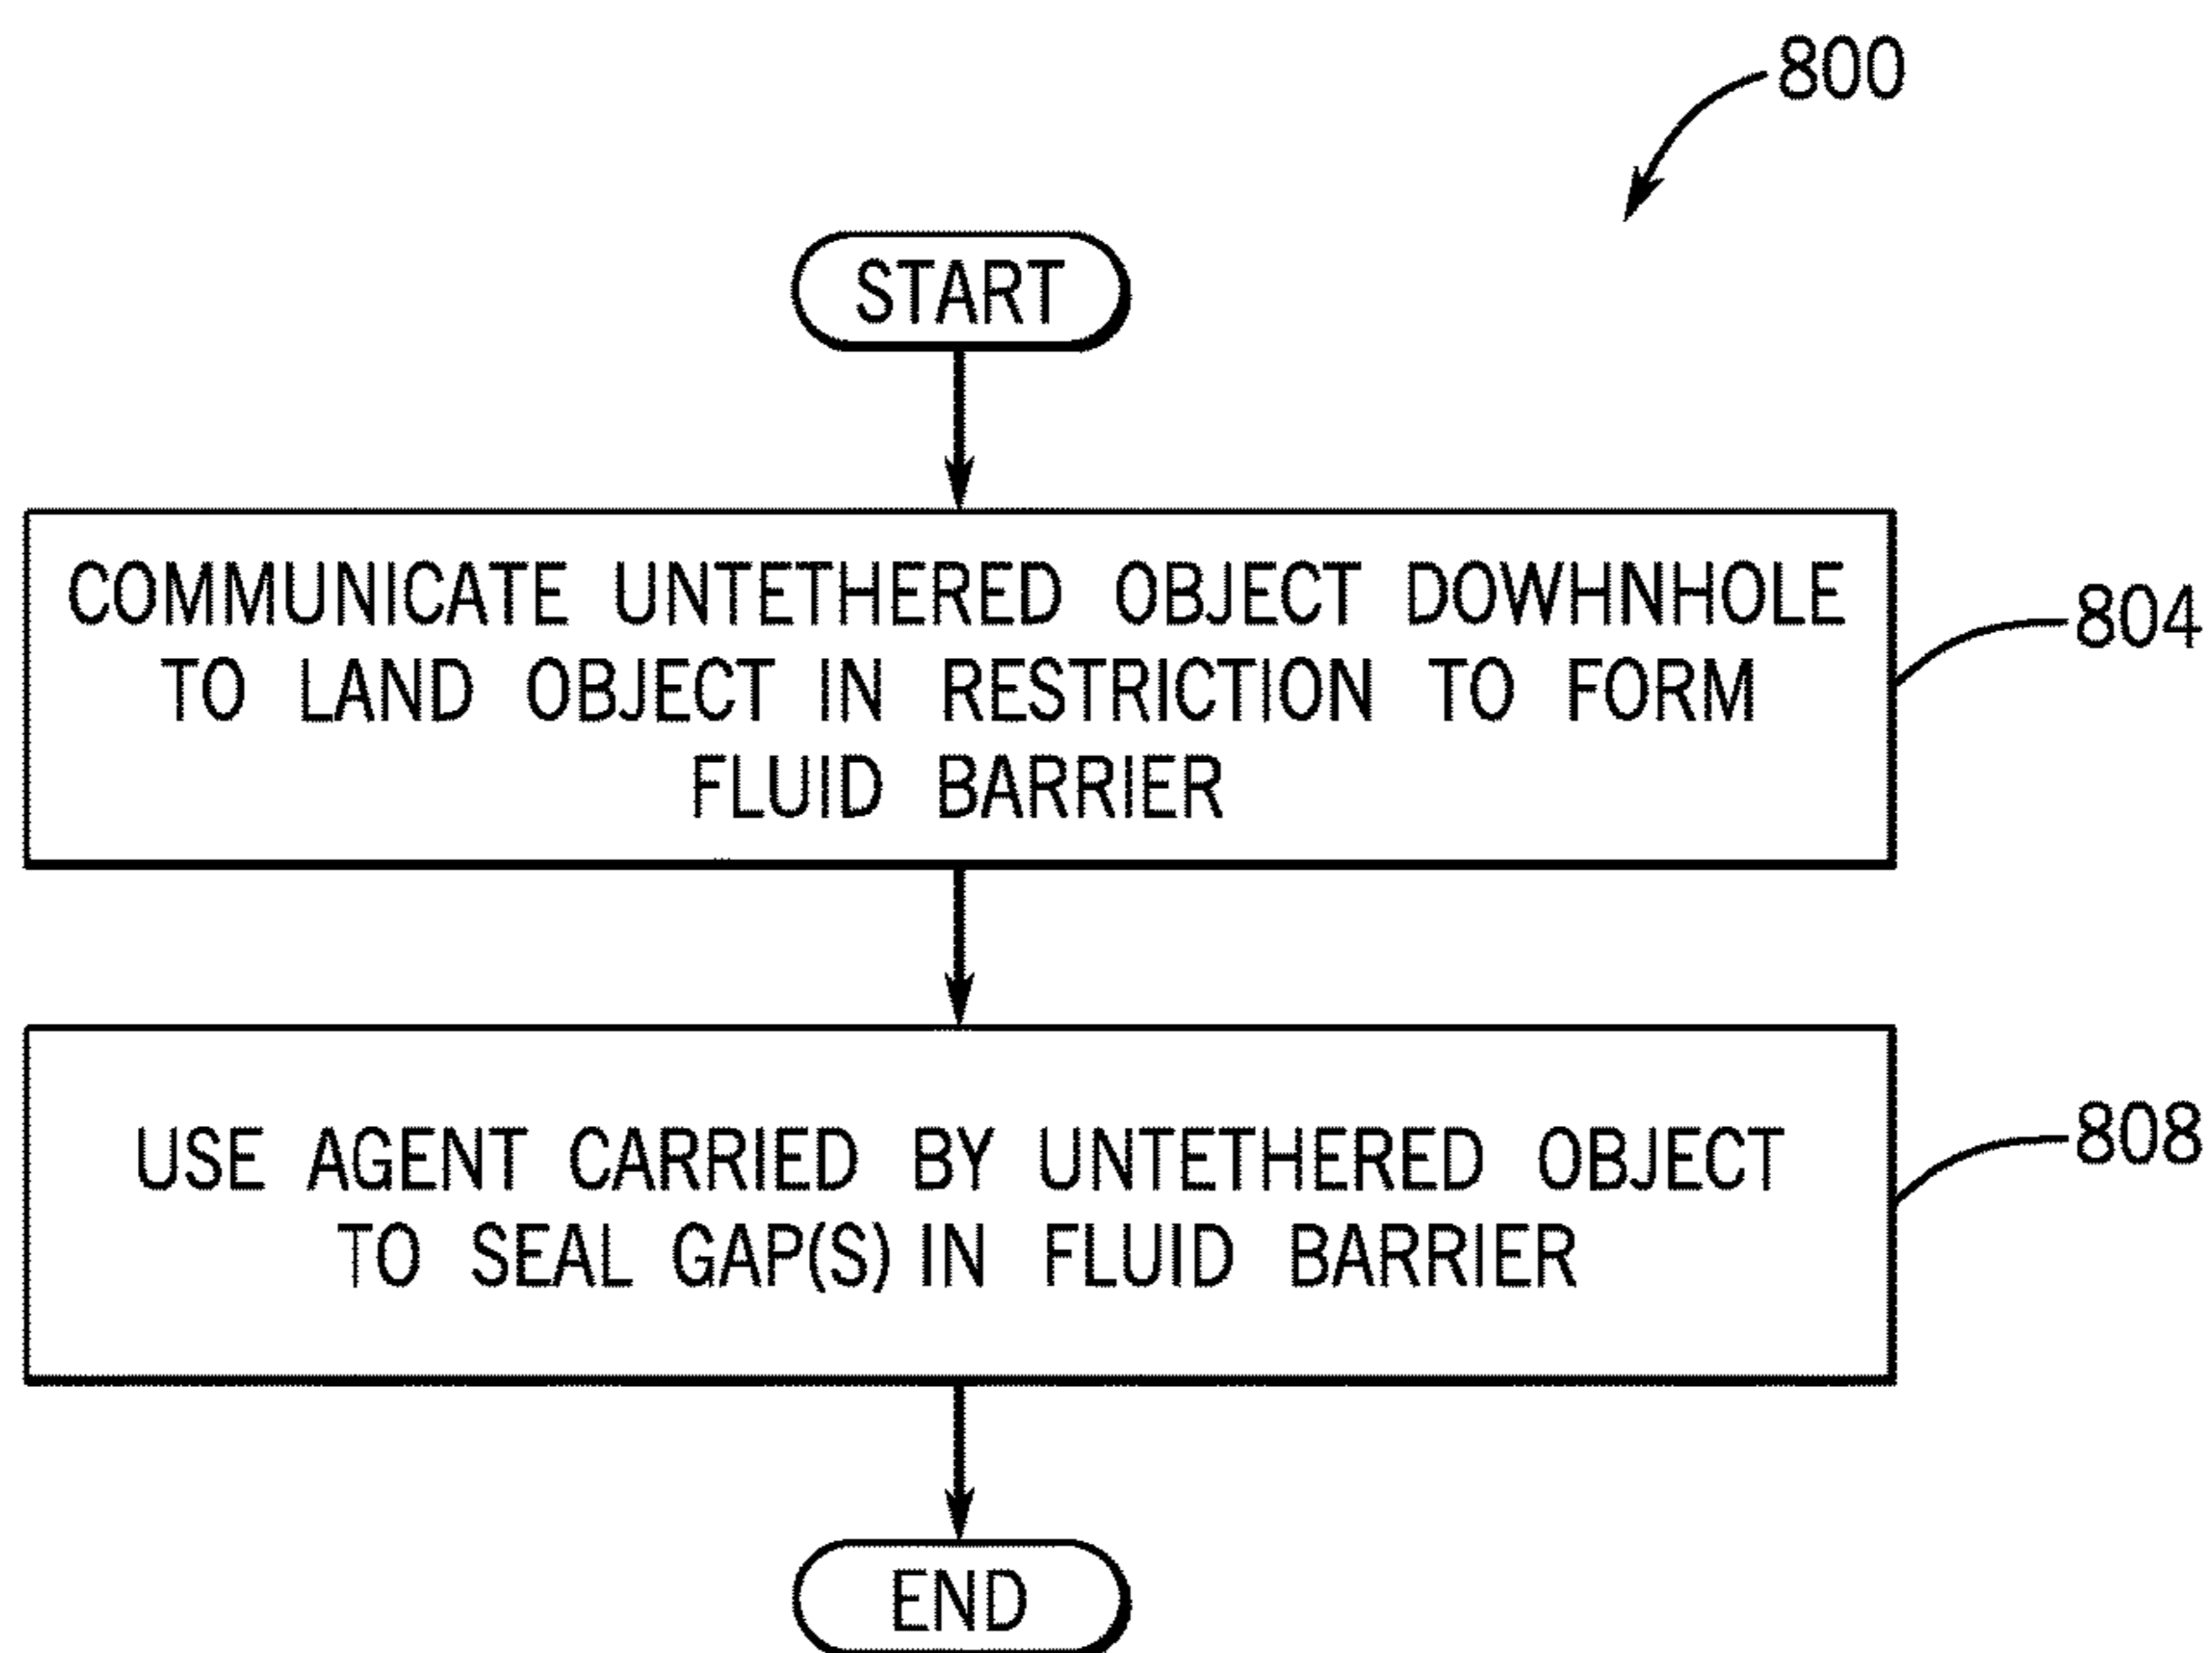 800
START
COMMUNICATE UNTETHERED OBJECT DOWHNHOLE
TO LAND OBJECT IN RESTRICTION TO FORM
FLUID BARRIER
804
USE AGENT CARRIED BY UNTETHERED OBJECT
TO SEAL GAP(S) IN FLUID BARRIER
808
END